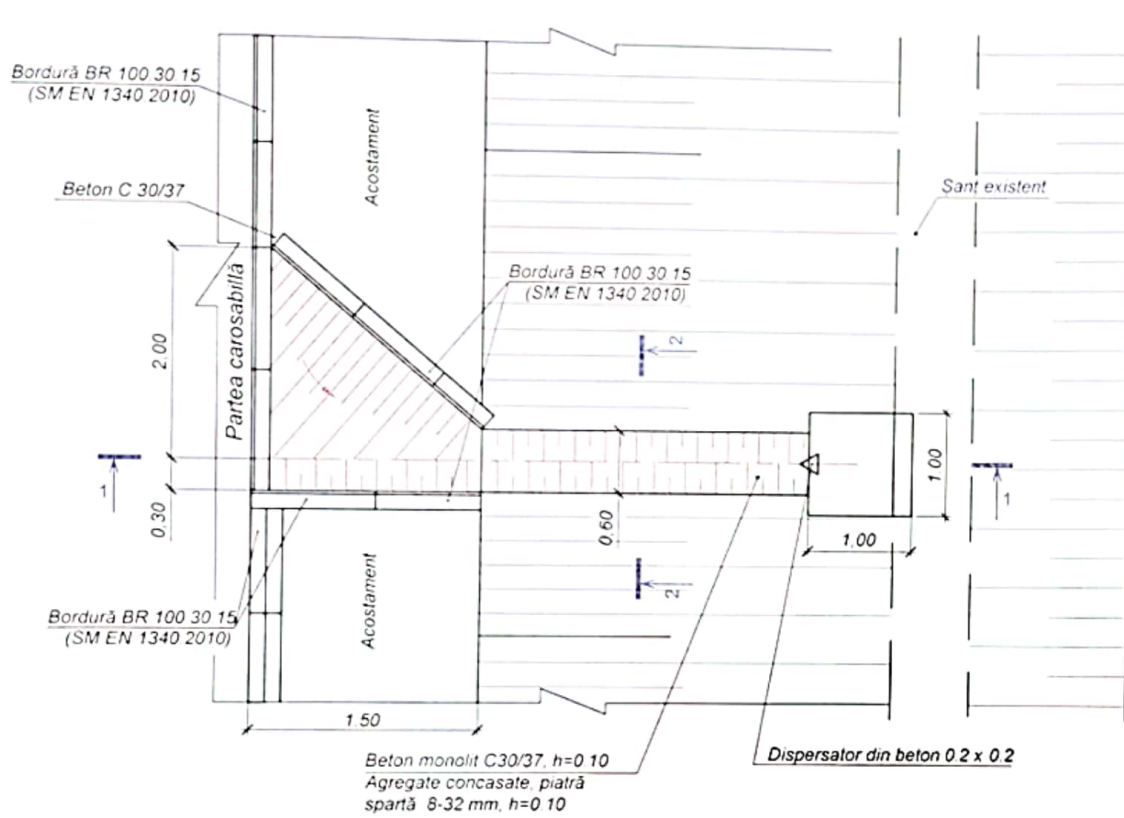 Bordură BR 100.30.15
(SM EN 1340 2010)
Acostament
Beton C 30/37
Sant existent
Bordură BR 100.30.15
(SM EN 1340 2010)
Partea carosabillă
2.00
2
1
0,30
0,60
1.00
1
1,00
2
Acostament
Bordură BR 100 30 15
(SM EN 1340 2010)
1.50
Beton monolit C30/37, h=0.10
Agregate concasate, piatră
spartă 8-32 mm, h=0.10
Dispersator din beton 0.2 x 0.2